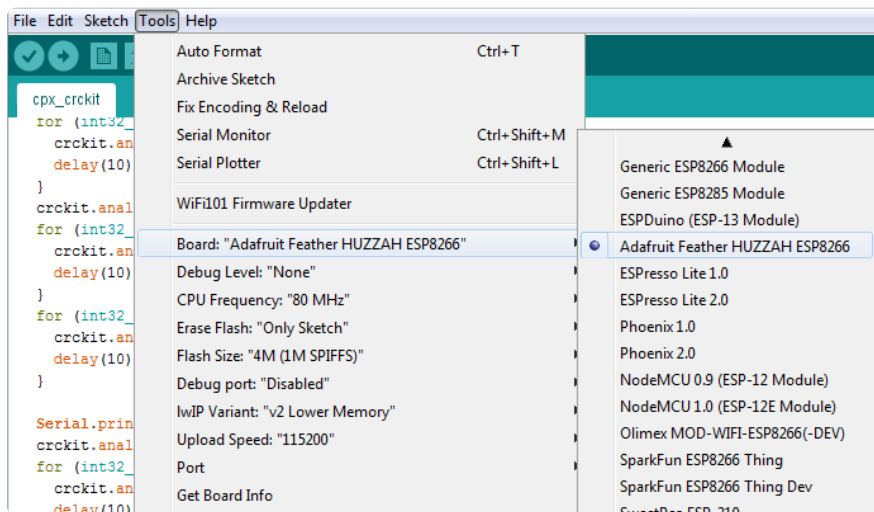 File Edit Sketch Tools Help
cpx_crckit
for (int32_
crckit.an
delay(10)
}
crckit.anal
for (int32_
crckit.an
delay(10)
}
for (int32_
crckit.an
delay(10)
}
Serial.prin
crckit.anal
for (int32_
crckit.an
delay(10)
Auto Format Ctrl+T
Archive Sketch
Fix Encoding & Reload
Serial Monitor Ctrl+Shift+M
Serial Plotter Ctrl+Shift+L
WiFi101 Firmware Updater
Board: "Adafruit Feather HUZZAH ESP8266"
Debug Level: "None"
CPU Frequency: "80 MHz"
Erase Flash: "Only Sketch"
Flash Size: "4M (1M SPIFFS)"
Debug port: "Disabled"
lwIP Variant: "v2 Lower Memory"
Upload Speed: "115200"
Port
Get Board Info
Generic ESP8266 Module
Generic ESP8285 Module
ESPDuino (ESP-13 Module)
Adafruit Feather HUZZAH ESP8266
ESPresso Lite 1.0
ESPresso Lite 2.0
Phoenix 1.0
Phoenix 2.0
NodeMCU 0.9 (ESP-12 Module)
NodeMCU 1.0 (ESP-12E Module)
Olimex MOD-WIFI-ESP8266(-DEV)
SparkFun ESP8266 Thing
SparkFun ESP8266 Thing Dev